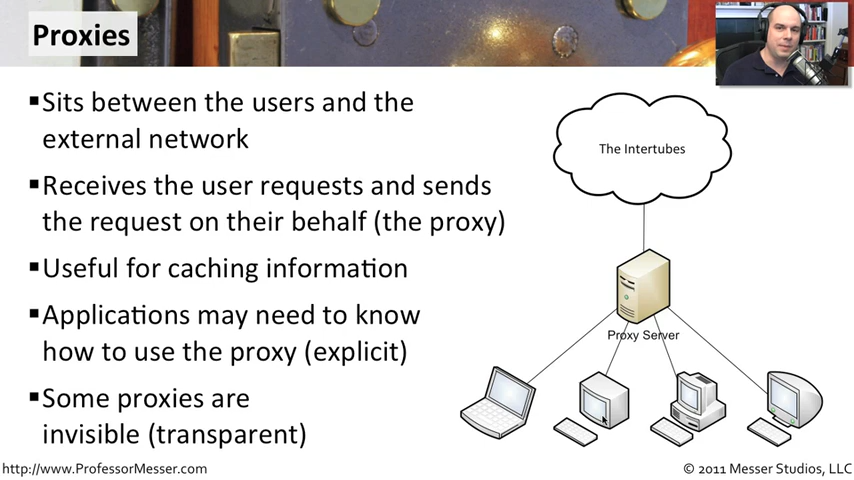 Proxies
▪Sits between the users and the
external network
▪Receives the user requests and sends
the request on their behalf (the proxy)
▪Useful for caching information
▪Applications may need to know
how to use the proxy (explicit)
▪Some proxies are
invisible (transparent)
The Intertubes
Proxy Server
http://www.ProfessorMesser.com
© 2011 Messer Studios, LLC